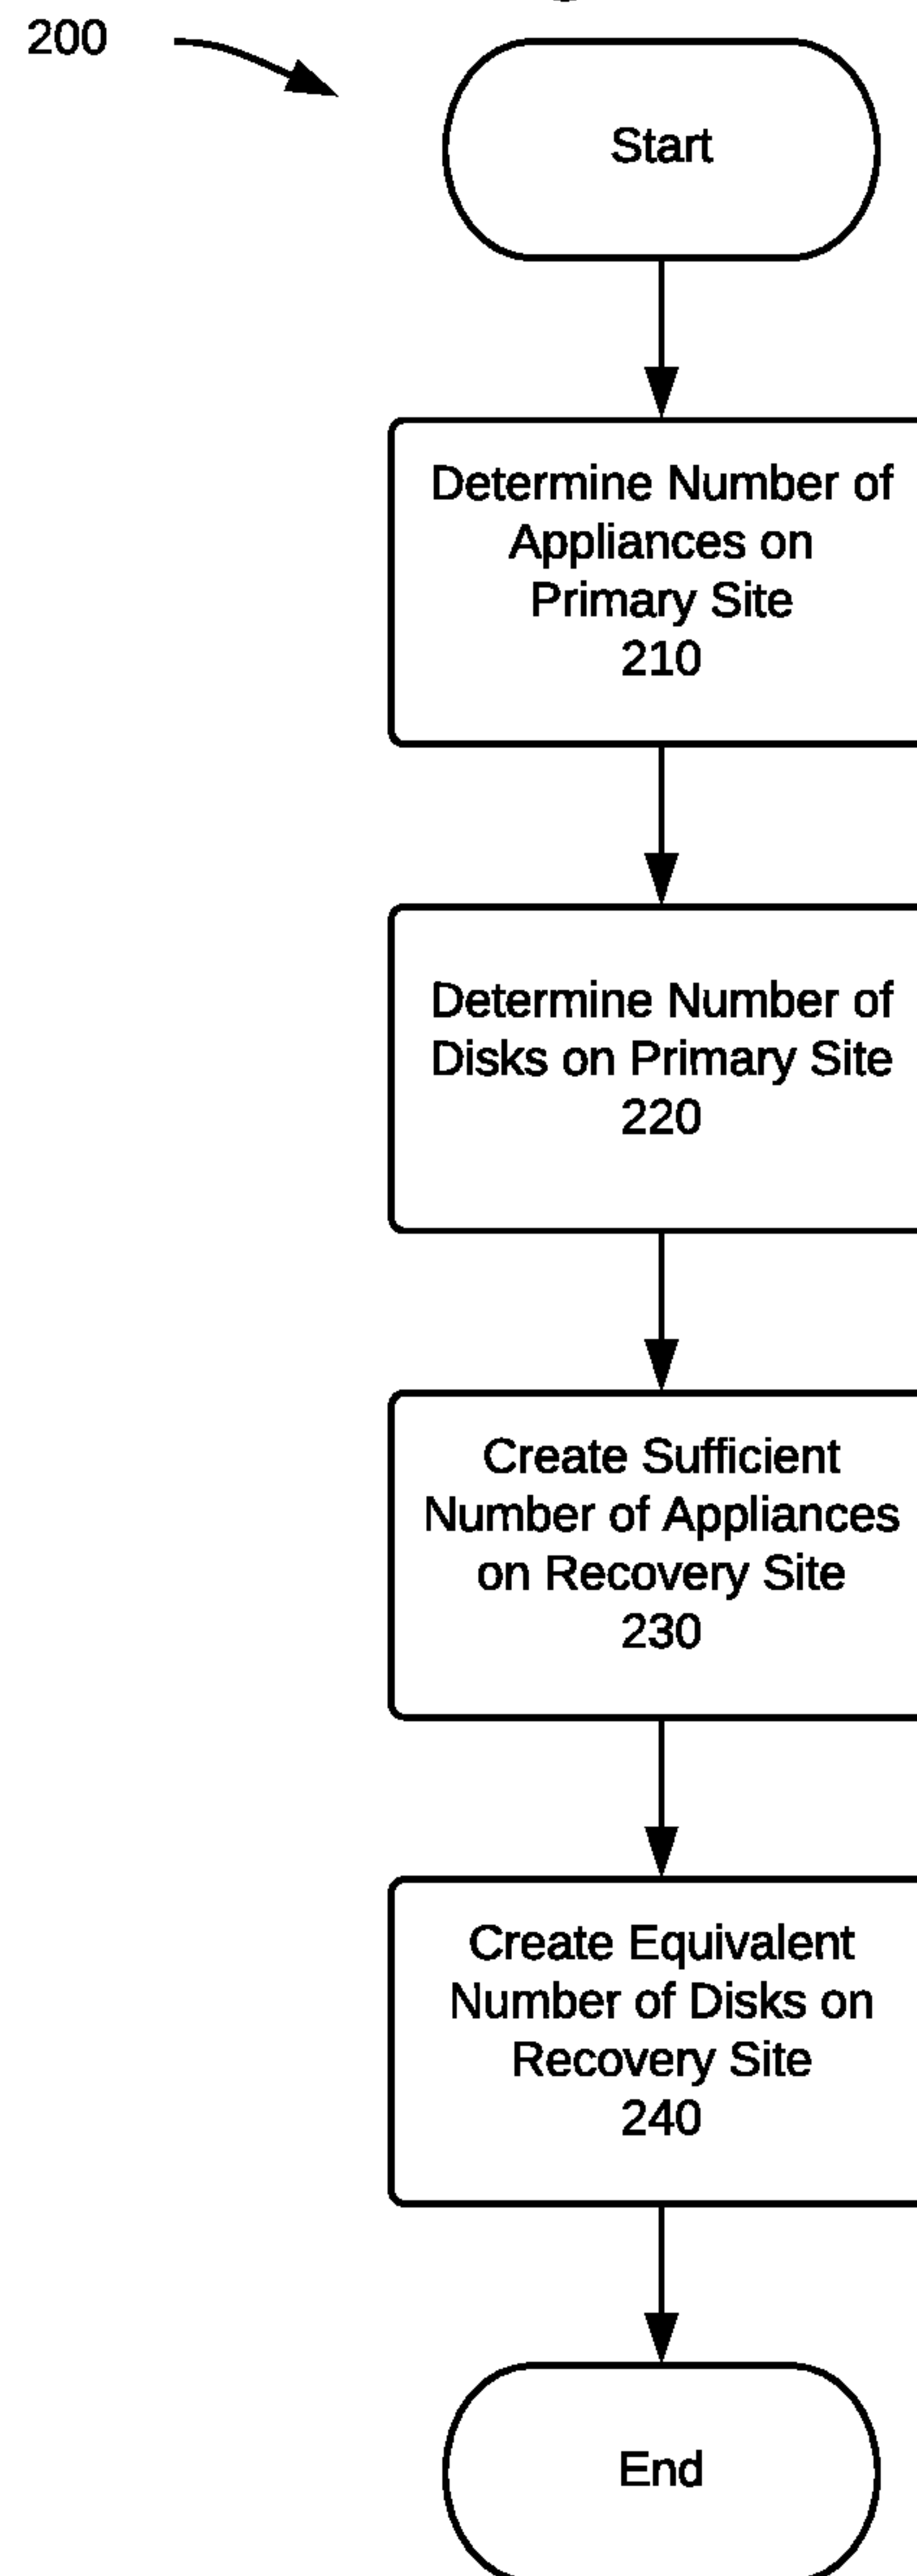 200
Start
Determine Number of
Appliances on
Primary Site
210
Determine Number of
Disks on Primary Site
220
Create Sufficient
Number of Appliances
on Recovery Site
230
Create Equivalent
Number of Disks on
Recovery Site
240
End